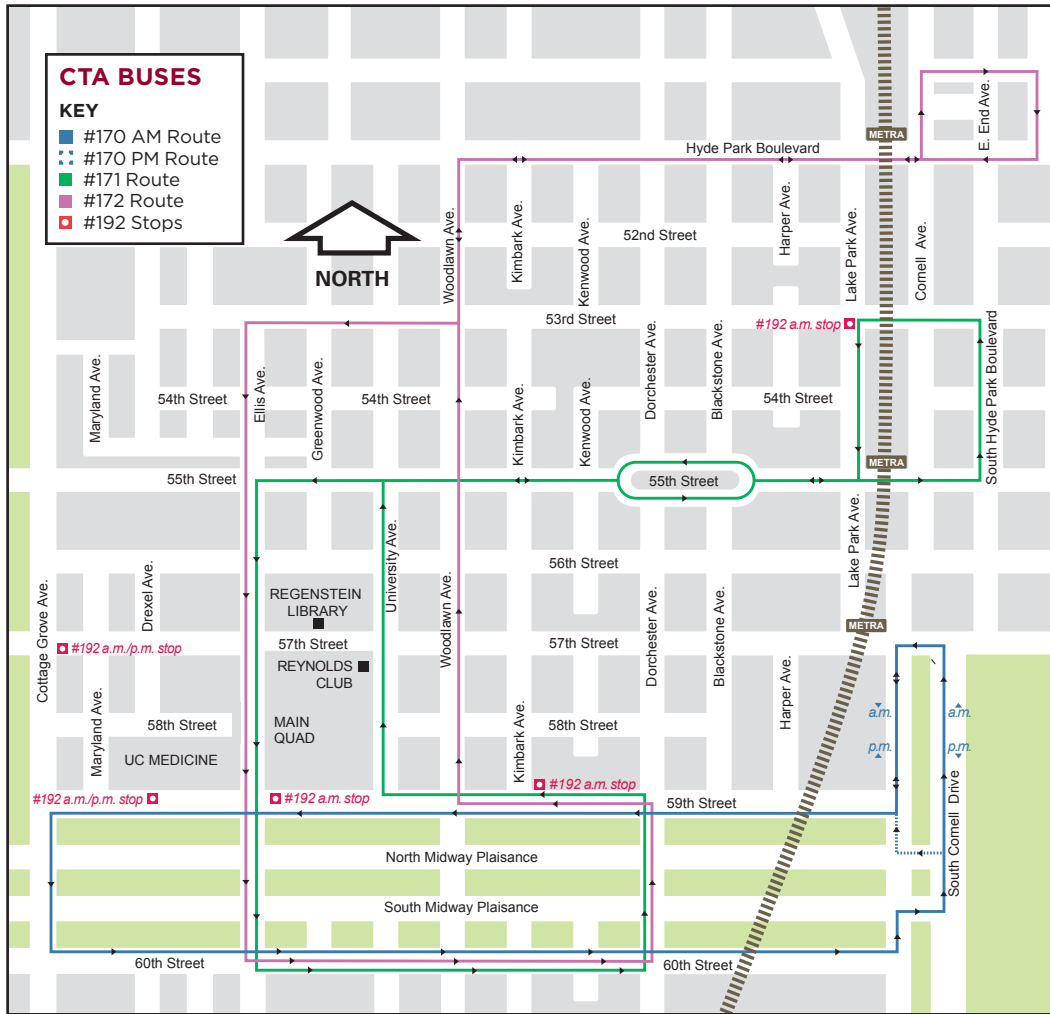 CTA BUSES
KEY
#170 AM Route
#170 PM Route
#171 Route
#172 Route
#192 Stops
NORTH
METRA
E. End Ave.
Hyde Park Boulevard
Woodlawn Ave.
Kimbark Ave.
Kenwood Ave.
52nd Street
Harper Ave.
Lake Park Ave.
Cornell Ave.
53rd Street
#192 a.m. stop
South Hyde Park Boulevard
Maryland Ave.
54th Street
Ellis Ave.
Greenwood Ave.
54th Street
Kimbark Ave.
Kenwood Ave.
Dorchester Ave.
Blackstone Ave.
54th Street
METRA
55th Street
55th Street
University Ave.
Lake Park Ave.
56th Street
Cottage Grove Ave.
Drexel Ave.
REGENSTEIN
LIBRARY
Woodlawn Ave.
Dorchester Ave.
Blackstone Ave.
METRA
57th Street
57th Street
#192 a.m./p.m. stop
REYNOLDS
CLUB
Harper Ave.
Maryland Ave.
58th Street
MAIN
QUAD
Kimbark Ave.
58th Street
a.m.
a.m.
p.m.
p.m.
UC MEDICINE
#192 a.m./p.m. stop
#192 a.m. stop
#192 a.m. stop
59th Street
South Cornell Drive
North Midway Plaisance
South Midway Plaisance
60th Street
60th Street